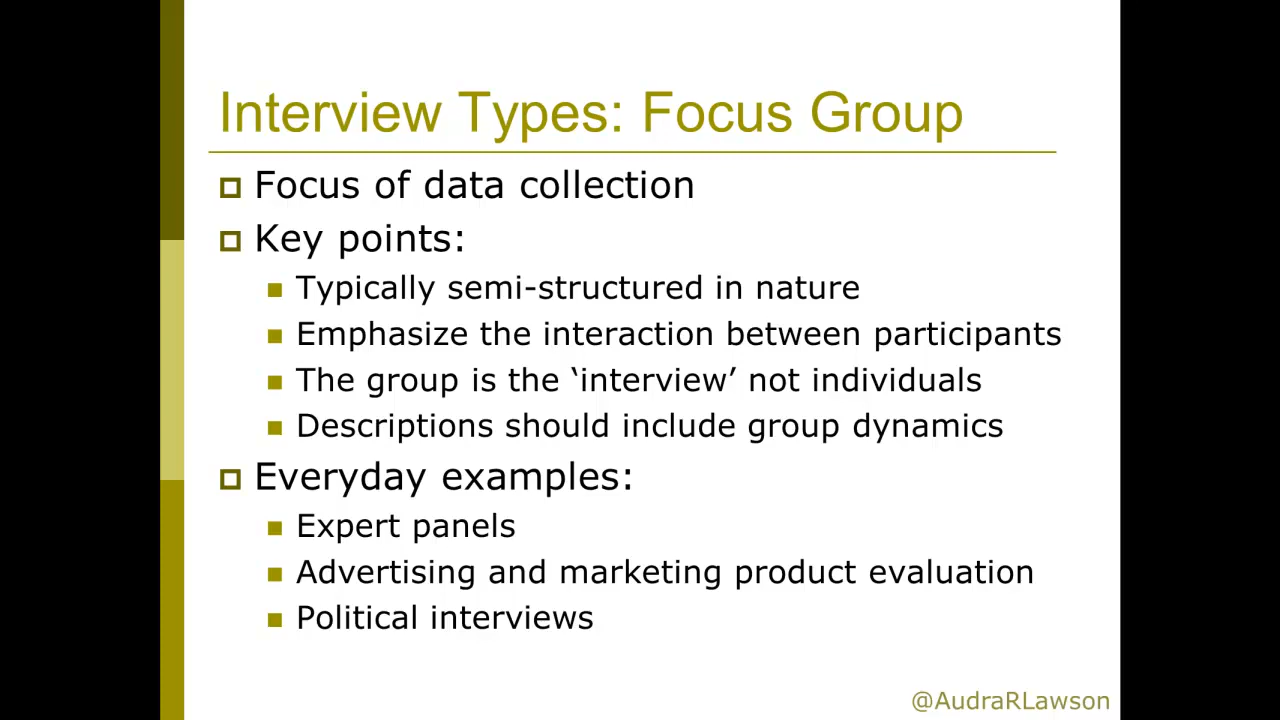 Interview Types: Focus Group
Focus of data collection
Key points:
Typically semi-structured in nature
Emphasize the interaction between participants
The group is the ‘interview’ not individuals
Descriptions should include group dynamics
Everyday examples:
Expert panels
Advertising and marketing product evaluation
Political interviews
@AudraRLawson